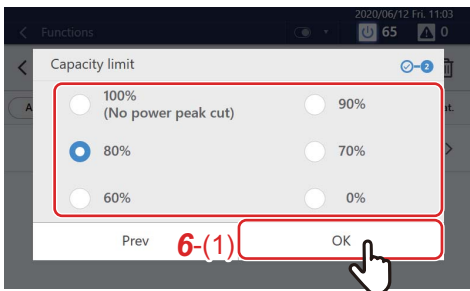 2020/06/12 Fri. 11:03
< Functions
65
0
Capacity limit
2
A
at.
100%
(No power peak cut)
90%
80%
70%
60%
0%
Prev
6-(1)
OK